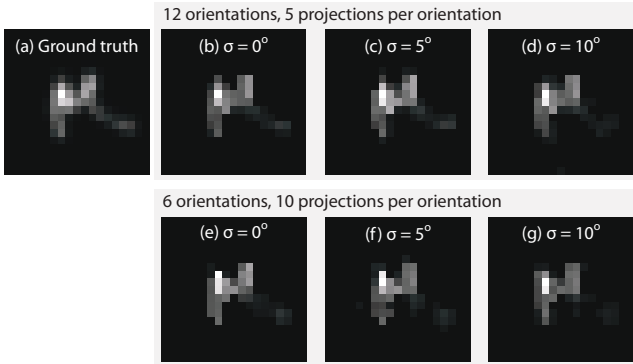 12 orientations, 5 projections per orientation
(a) Ground truth
(b) σ = 0°
(c) σ = 5°
(d) σ = 10°
6 orientations, 10 projections per orientation
(e) σ = 0°
(f) σ = 5°
(g) σ = 10°